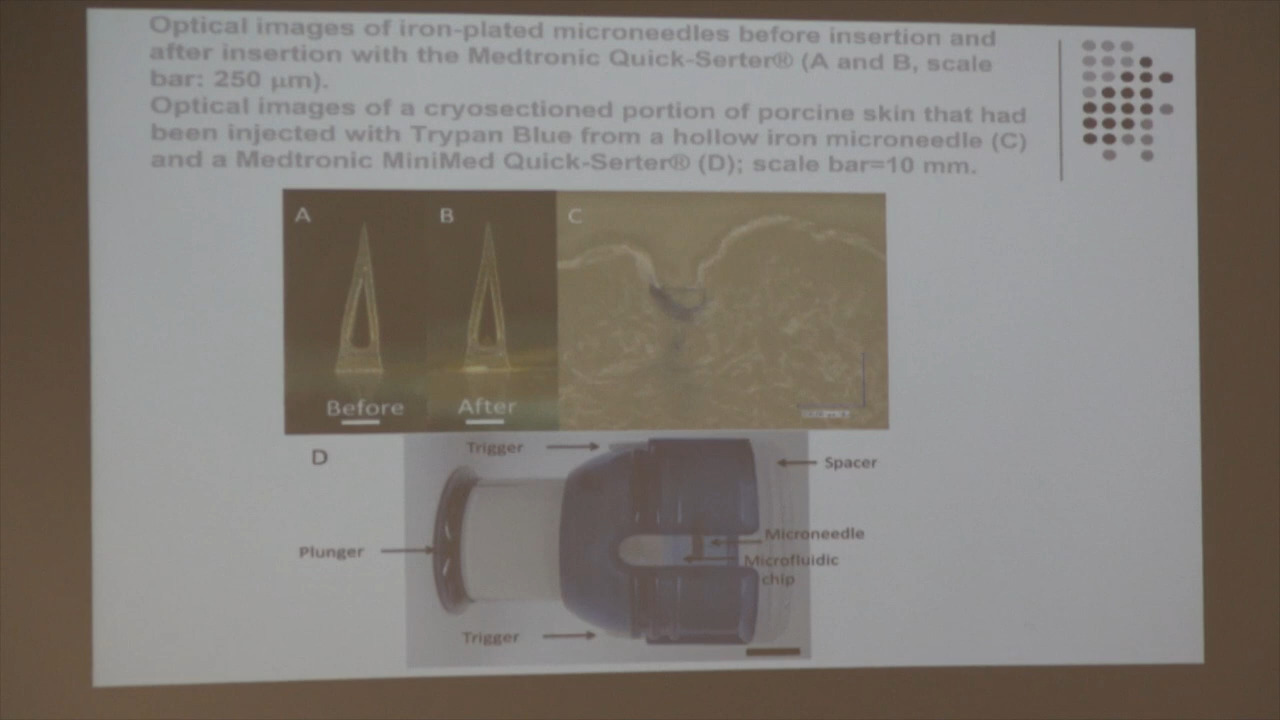 Optical images of iron-plated microneedles before insertion and
after insertion with the Medtronic Quick-Serter® (A and B, scale
bar: 250 µm).
Optical images of a cryosectioned portion of porcine skin that had
been injected with Trypan Blue from a hollow iron microneedle (C)
and a Medtronic MiniMed Quick-Serter® (D); scale bar=10 mm.
A
B
C
Before
After
D
Trigger
Spacer
Plunger
Microneedle
Microfluidic
chip
Trigger